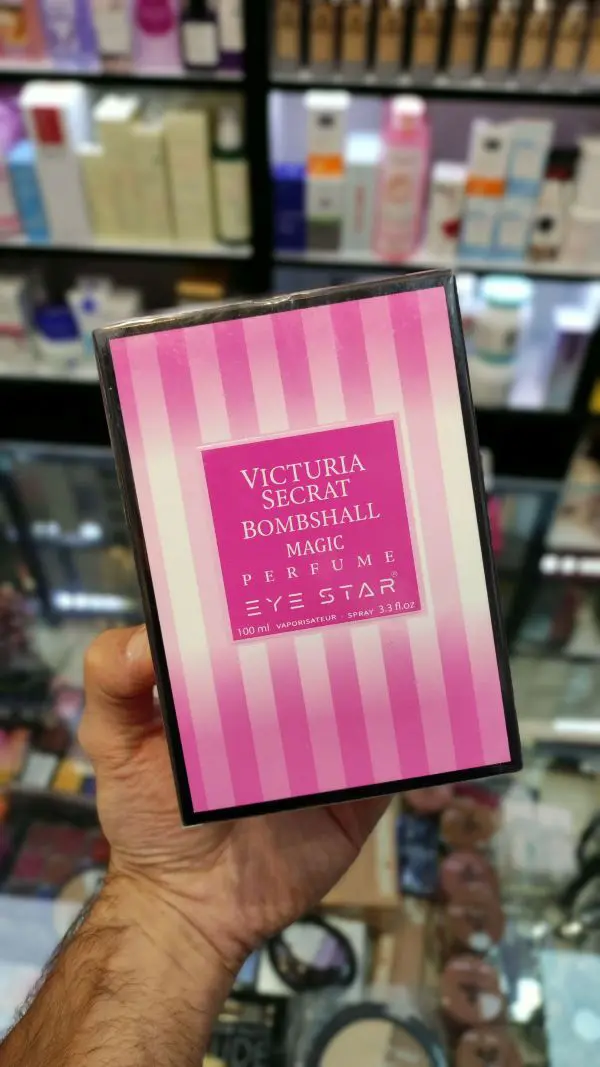 VICTURIA
SECRAT
BOMBSHALL
MAGIC
PERFUME
EYE STAR®
100 ml VAPORISATEUR - SPRAY 3.3 fl.oz